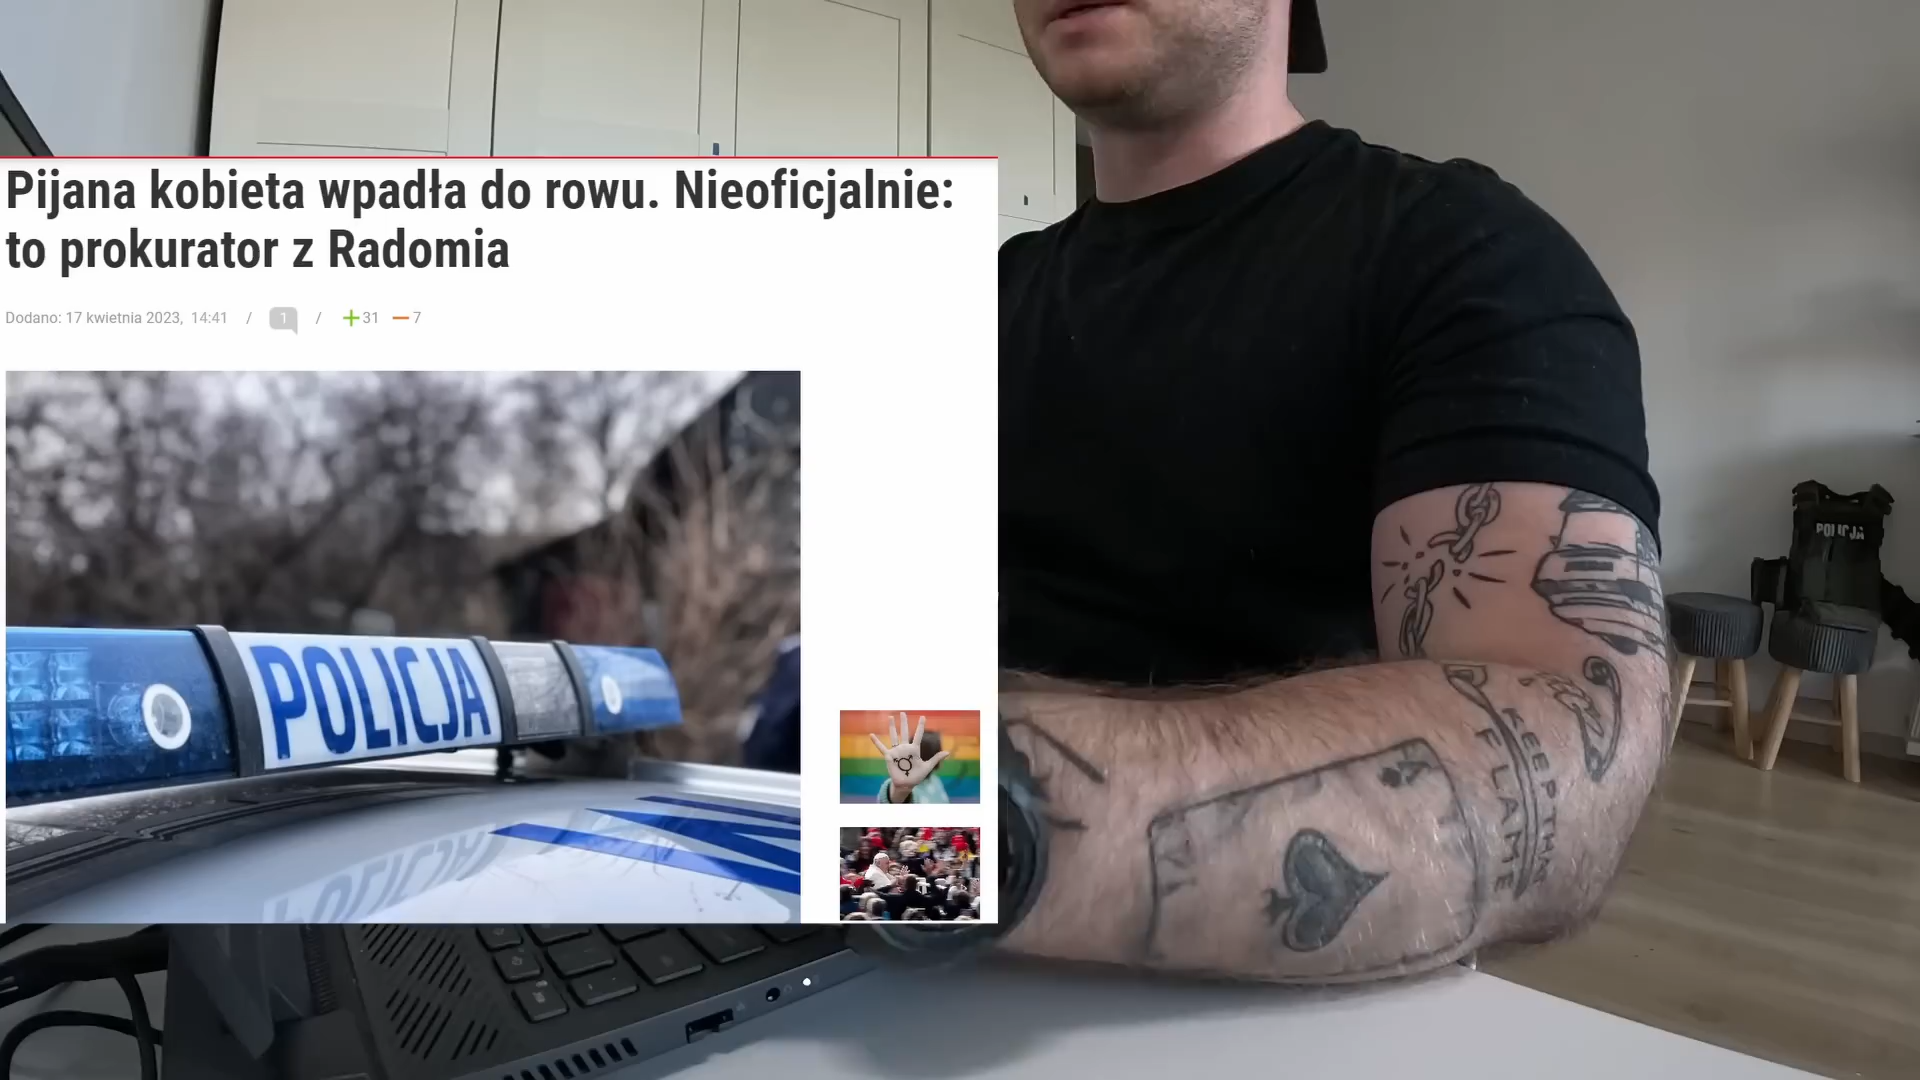 Pijana kobieta wpadła do rowu. Nieoficjalnie:
to prokurator z Radomia
Dodano: 17 kwietnia 2023, 14:41 / 1 / + 31 — 7
POLICJA
POLICJA
KEEP THA
FLAME
A